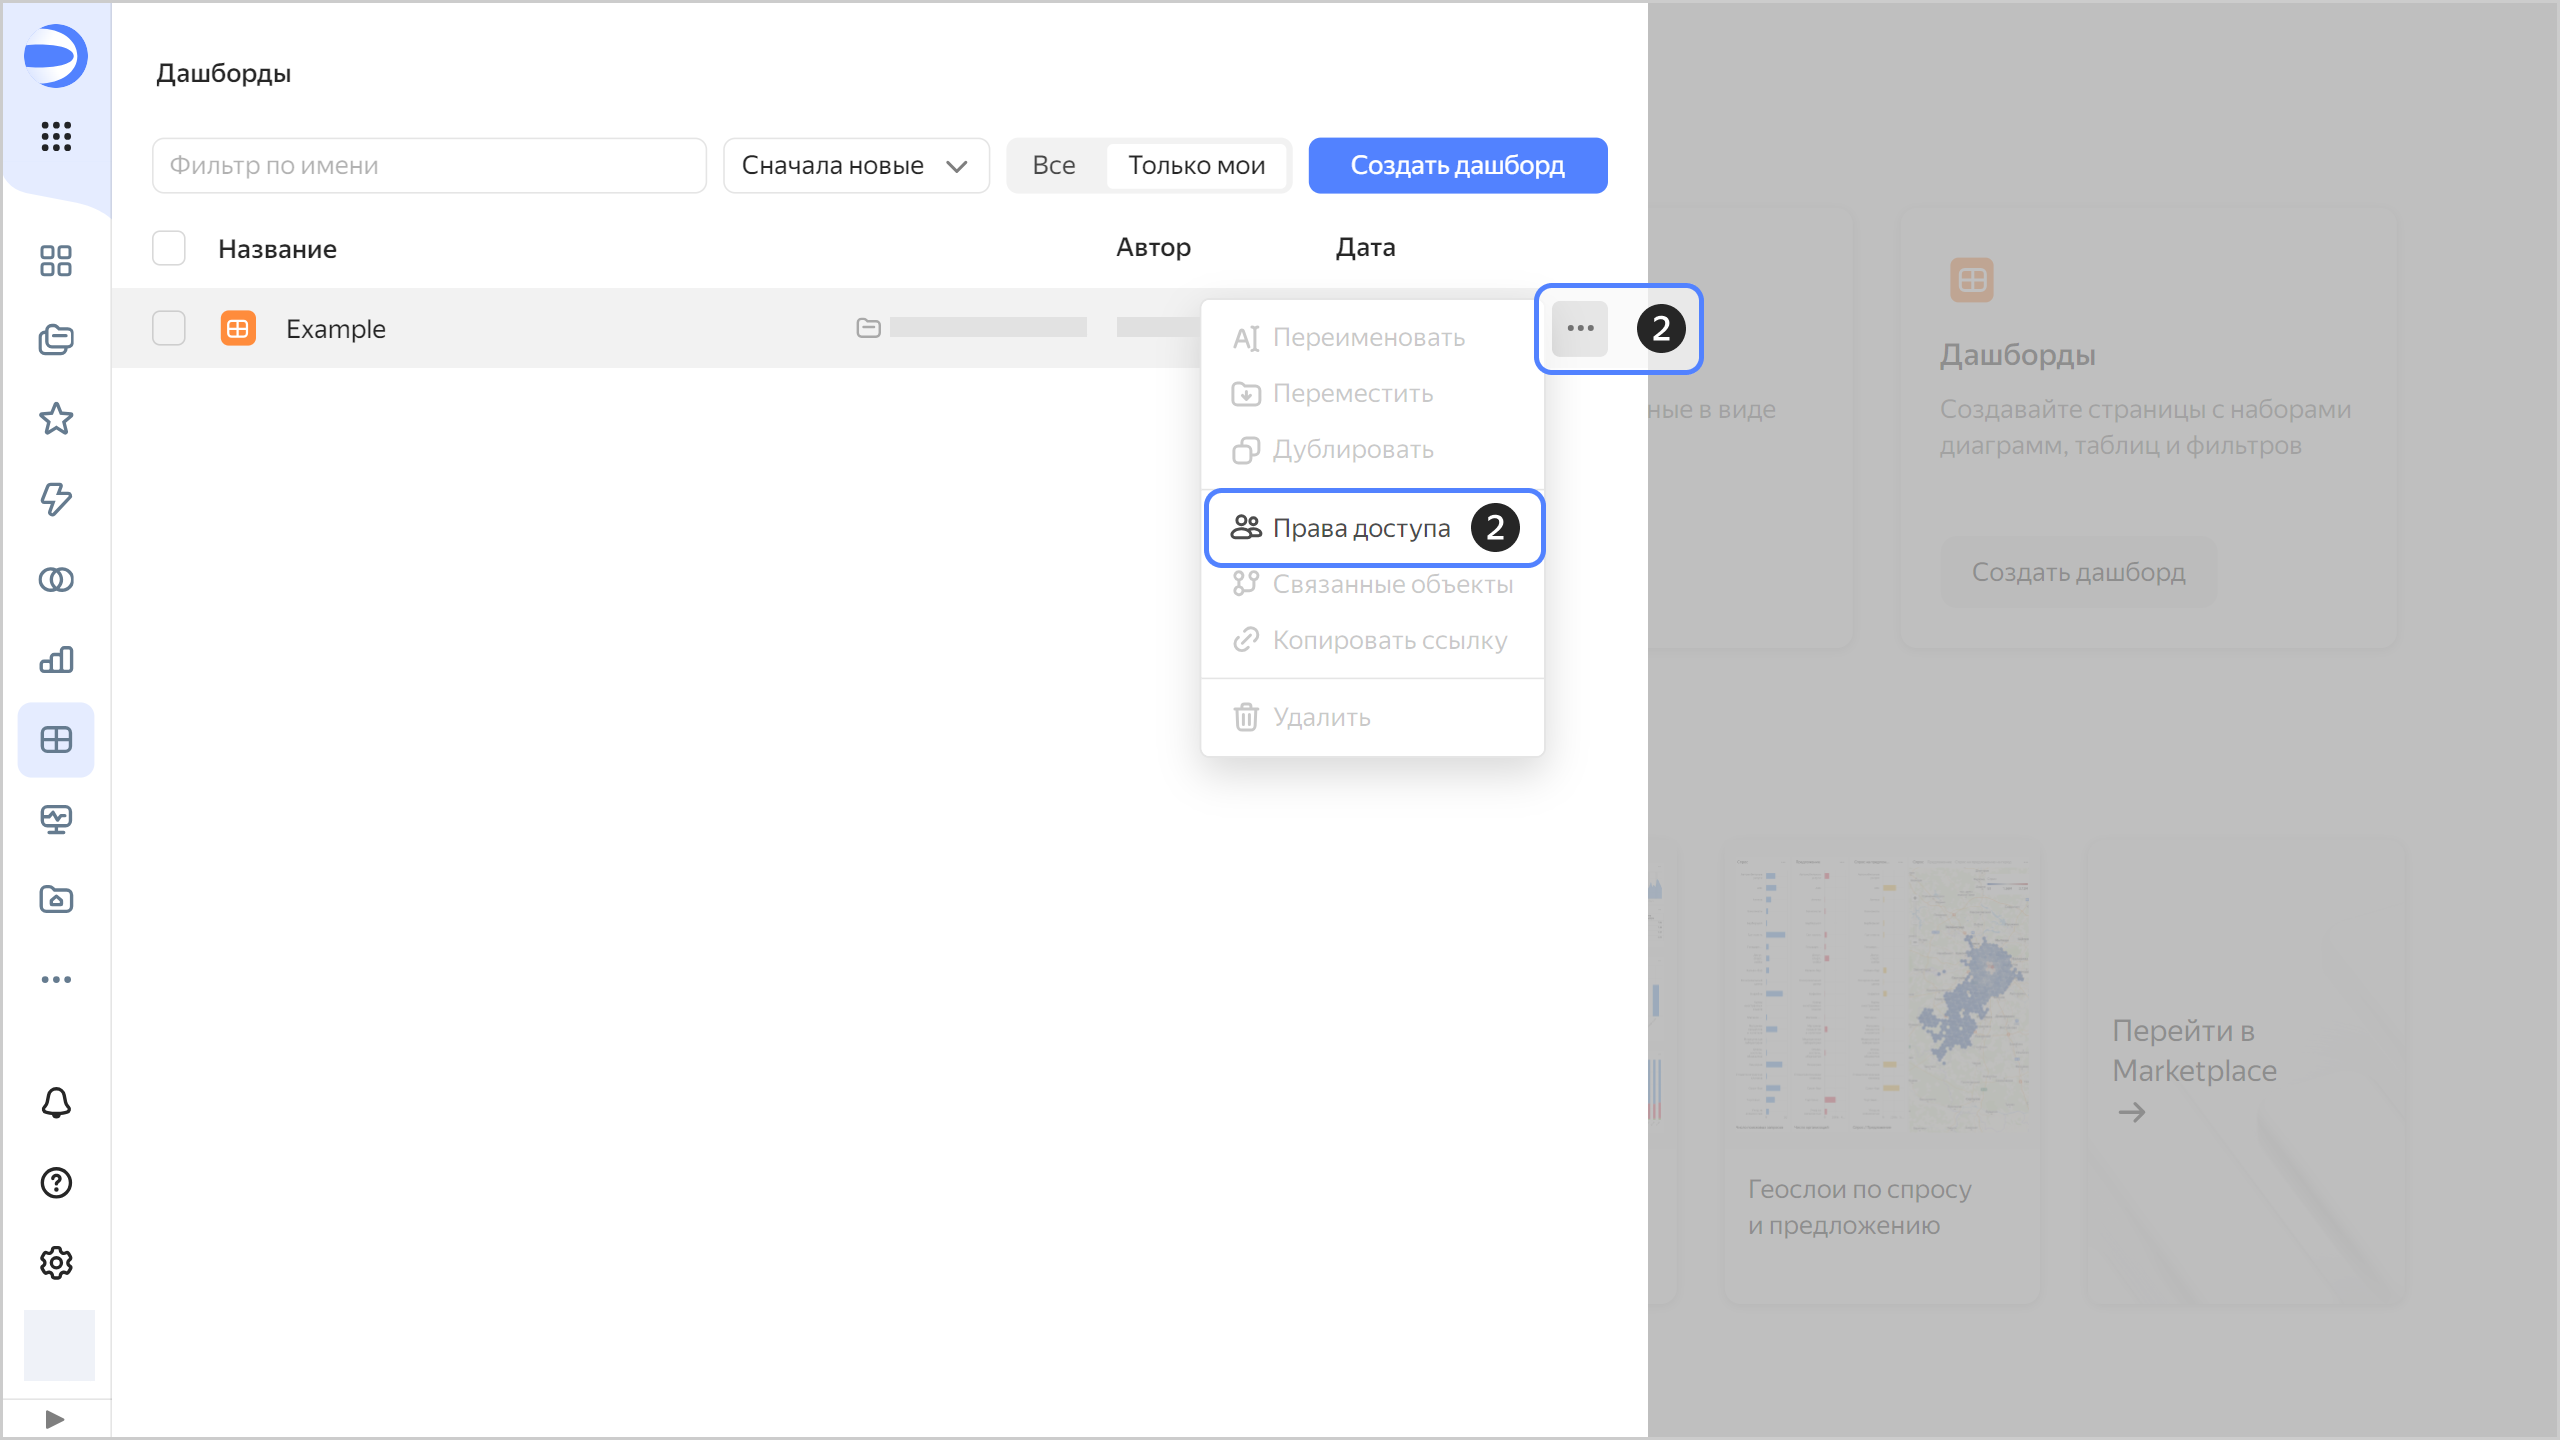 Дашборды
Фильтр по имени
Сначала новые
Все
Только мои
Создать дашборд
Название
Автор
Дата
Example
2
Переименовать
Переместить
Дублировать
Права доступа
2
Связанные объекты
Копировать ссылку
Удалить
ные в виде
Дашборды
Создавайте страницы с наборами
диаграмм, таблиц и фильтров
Создать дашборд
Геослои по спросу
и предложению
Перейти в
Marketplace